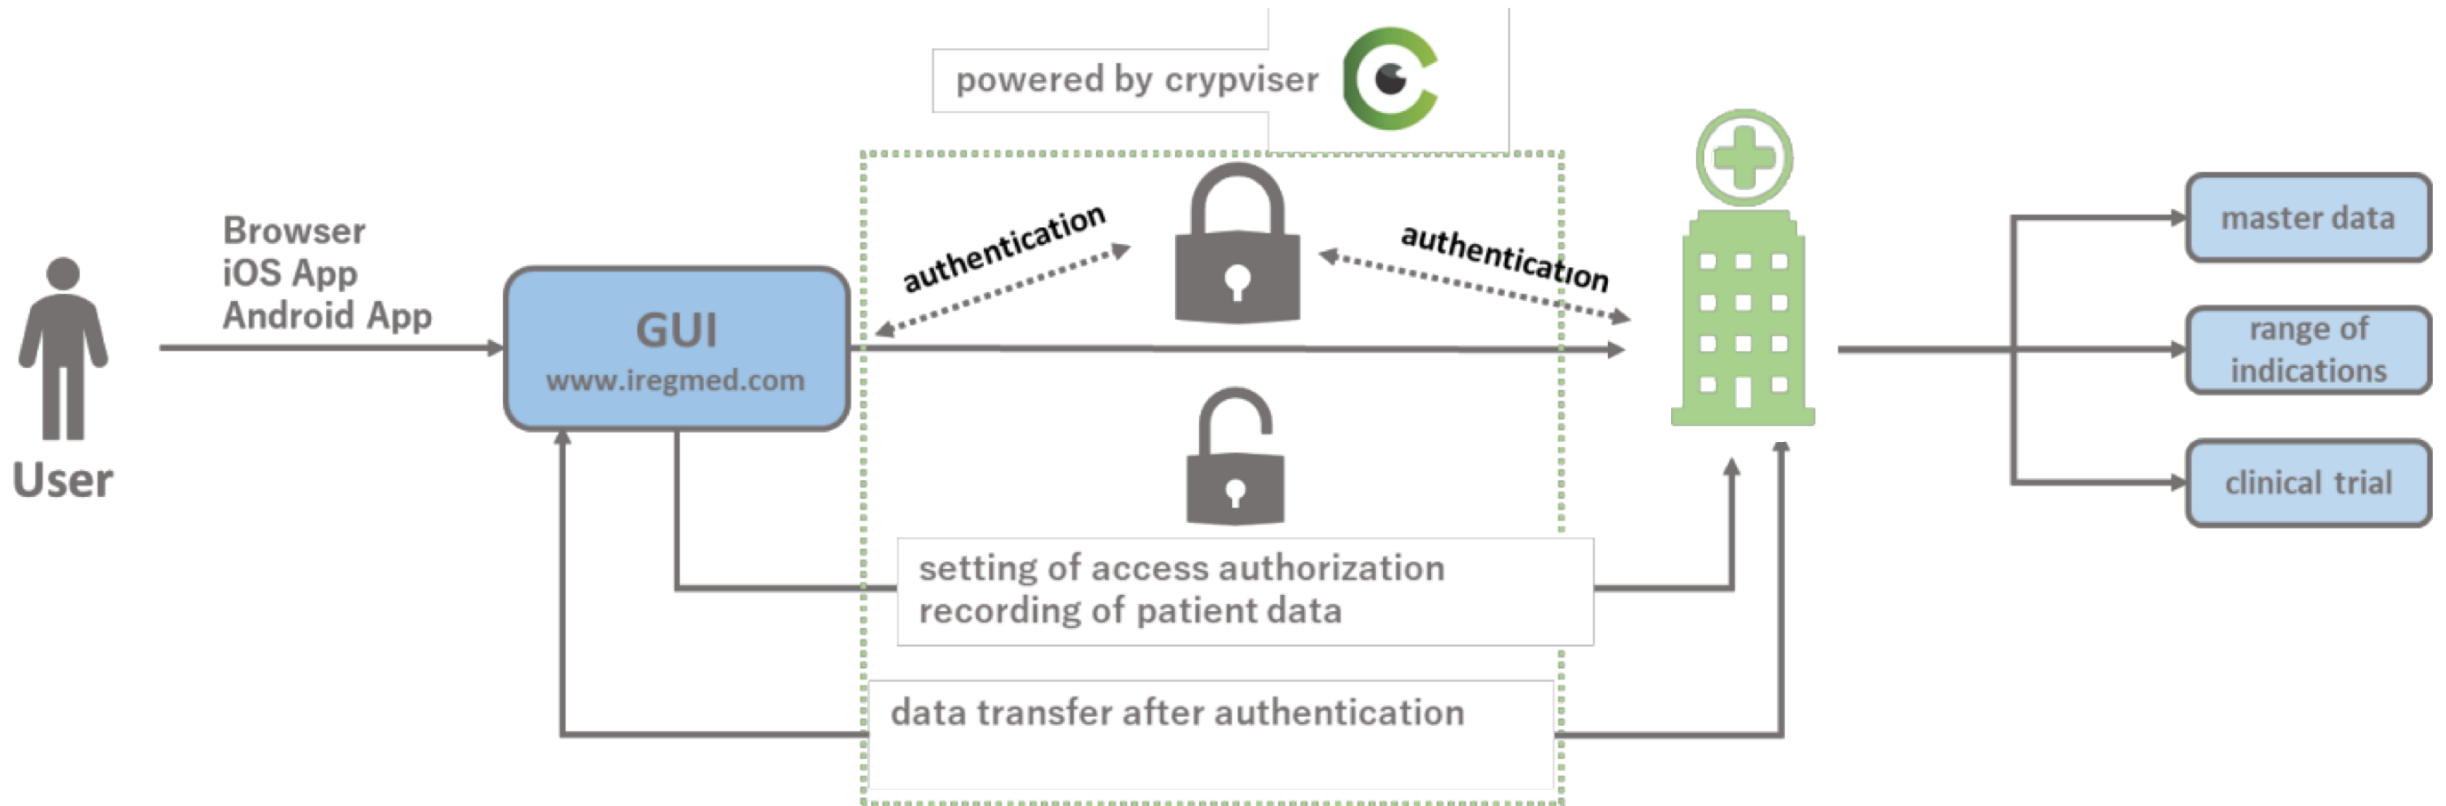 powered by crypviser
Browser
iOS App
Android App
User
GUI
www.iregmed.com
authentication
authentication
setting of access authorization
recording of patient data
data transfer after authentication
master data
range of
indications
clinical trial